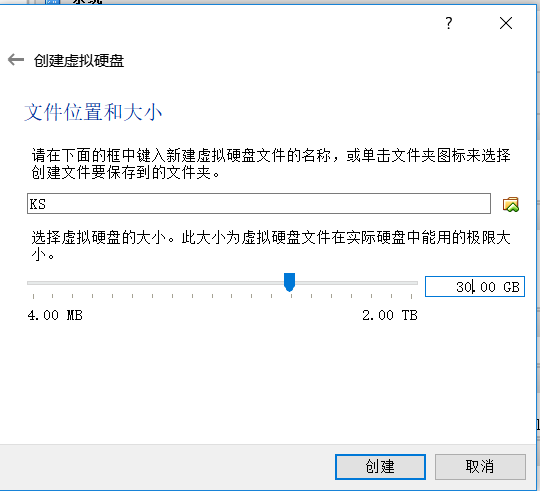 系统
?
创建虚拟硬盘
文件位置和大小
请在下面的框中键入新建虚拟硬盘文件的名称，或单击文件夹图标来选择
创建文件要保存到的文件夹。
KS
选择虚拟硬盘的大小。此大小为虚拟硬盘文件在实际硬盘中能用的极限大
小。
30.00 GB
4.00 MB
2.00 TB
创建
取消